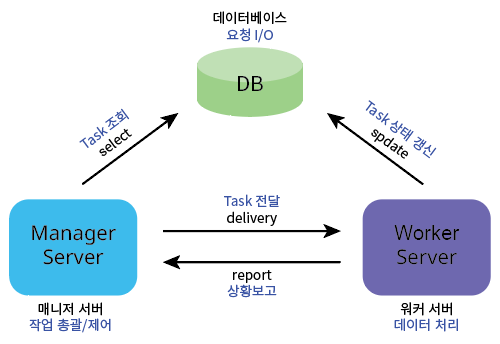 데이터베이스
요청 I/O
DB
Task 조회
select
Task 상태 갱신
spdate
Task 전달
delivery
Manager
Server
Worker
Server
report
상황보고
매니저 서버
작업 총괄/제어
워커 서버
데이터 처리